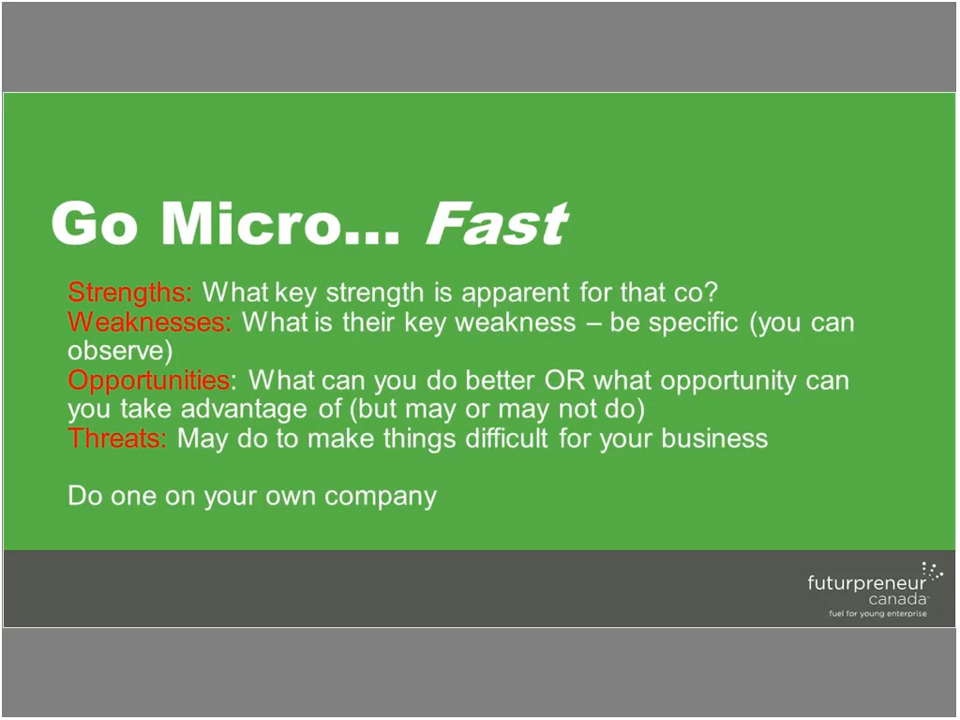 Go Micro... Fast
Strengths: What key strength is apparent for that co?
Weaknesses: What is their key weakness – be specific (you can
observe)
Opportunities: What can you do better OR what opportunity can
you take advantage of (but may or may not do)
Threats: May do to make things difficult for your business
Do one on your own company
futurpreneur
canada
fuel for young enterprise